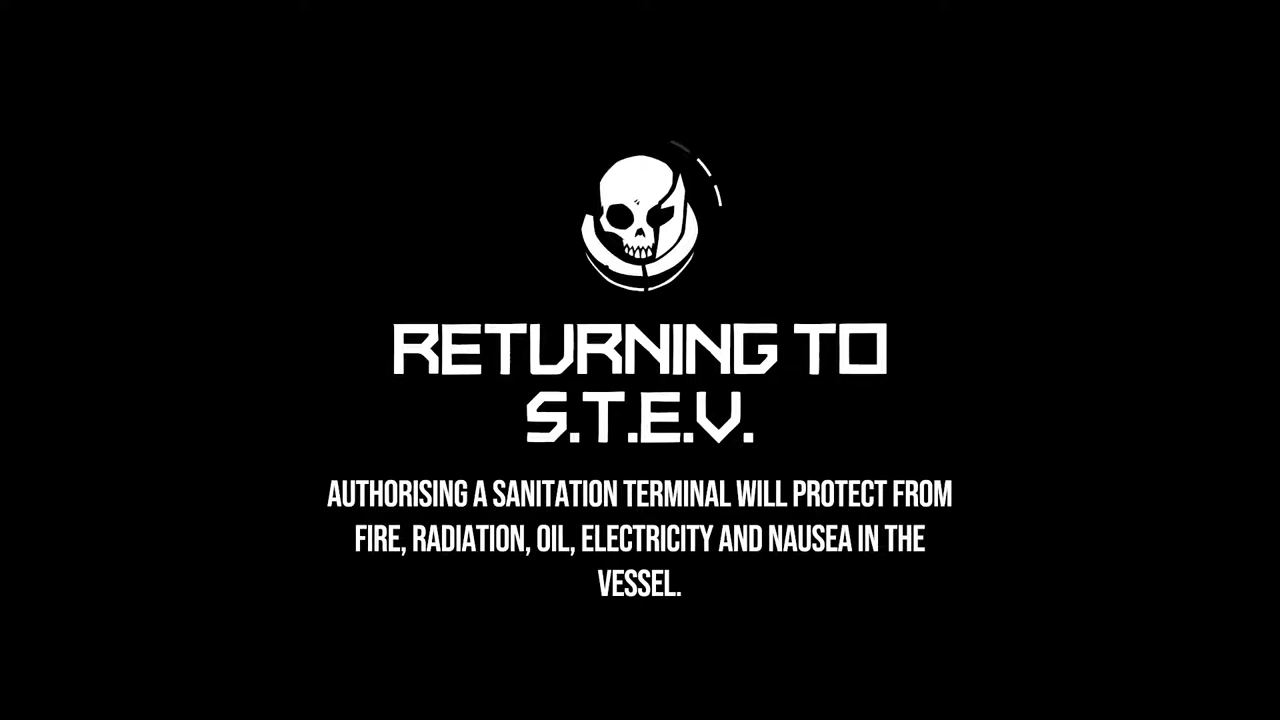 RETURNING TO
S.T.E.V.
AUTHORISING A SANITATION TERMINAL WILL PROTECT FROM
FIRE, RADIATION, OIL, ELECTRICITY AND NAUSEA IN THE
VESSEL.